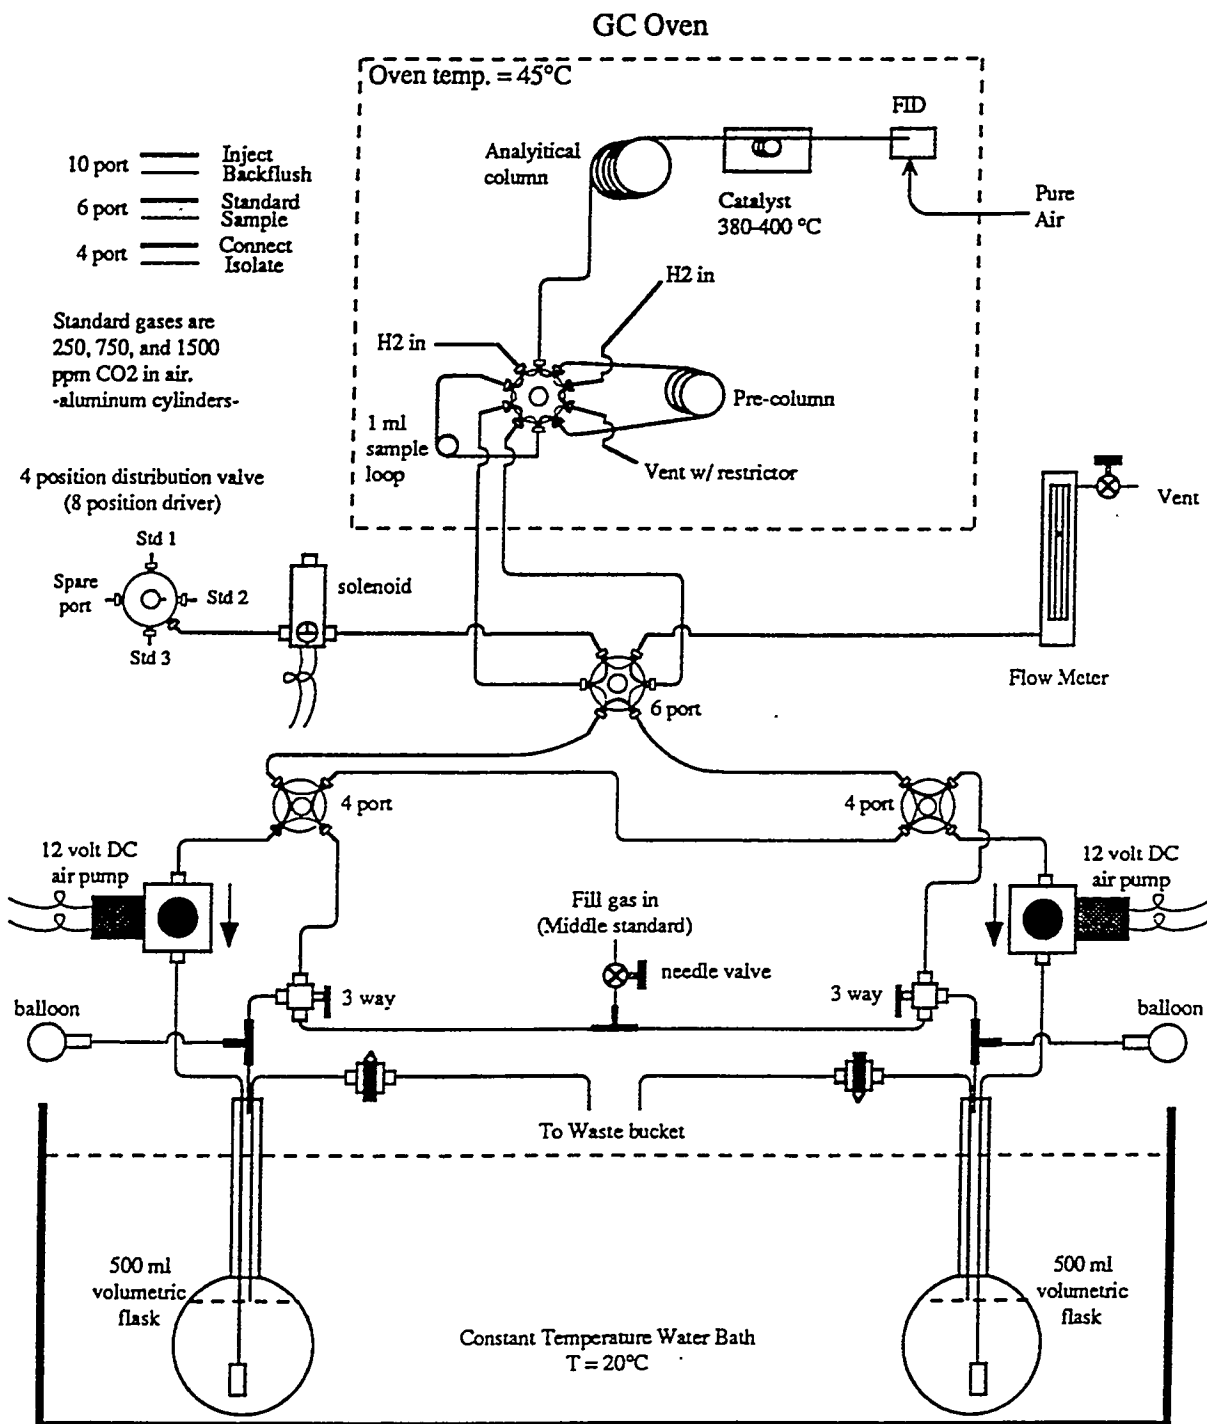 GC Oven
Oven temp. = 45°C
FID
10 port
Inject
Backflush
6 port
Standard
Sample
4 port
Connect
Isolate
Analyitical
column
Catalyst
380-400 °C
Pure
Air
H2 in
Standard gases are
250, 750, and 1500
ppm CO2 in air.
-aluminum cylinders-
H2 in
Pre-column
1 ml
sample
loop
Vent w/ restrictor
4 position distribution valve
(8 position driver)
Vent
Std 1
Spare
port
Std 2
Std 3
solenoid
Flow Meter
6 port
4 port
4 port
12 volt DC
air pump
12 volt DC
air pump
Fill gas in
(Middle standard)
needle valve
3 way
3 way
balloon
balloon
To Waste bucket
500 ml
volumetric
flask
500 ml
volumetric
flask
Constant Temperature Water Bath
T = 20°C